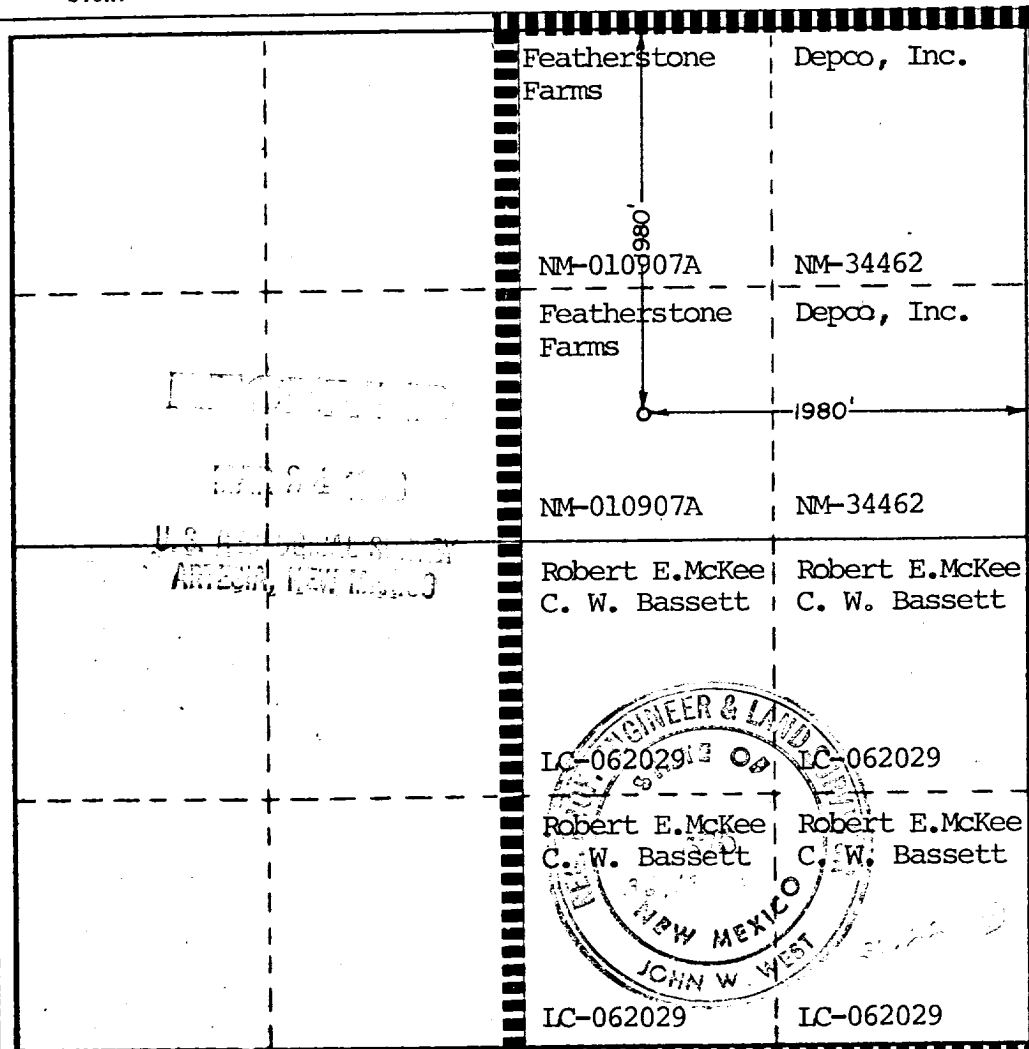 Featherstone
Farms
Depco, Inc.
1980'
NM-010907A
NM-34462
Featherstone
Farms
Depco, Inc.
1980'
NM-010907A
NM-34462
U.S.
ARTESIA, NEW MEXICO
Robert E.McKee
C. W. Bassett
Robert E.McKee
C. W. Bassett
LC-062029
LC-062029
Robert E.McKee
C. W. Bassett
Robert E.McKee
C. W. Bassett
LC-062029
LC-062029
ENGINEER & LAND
STATE OF
NEW MEXICO
JOHN W. WEST